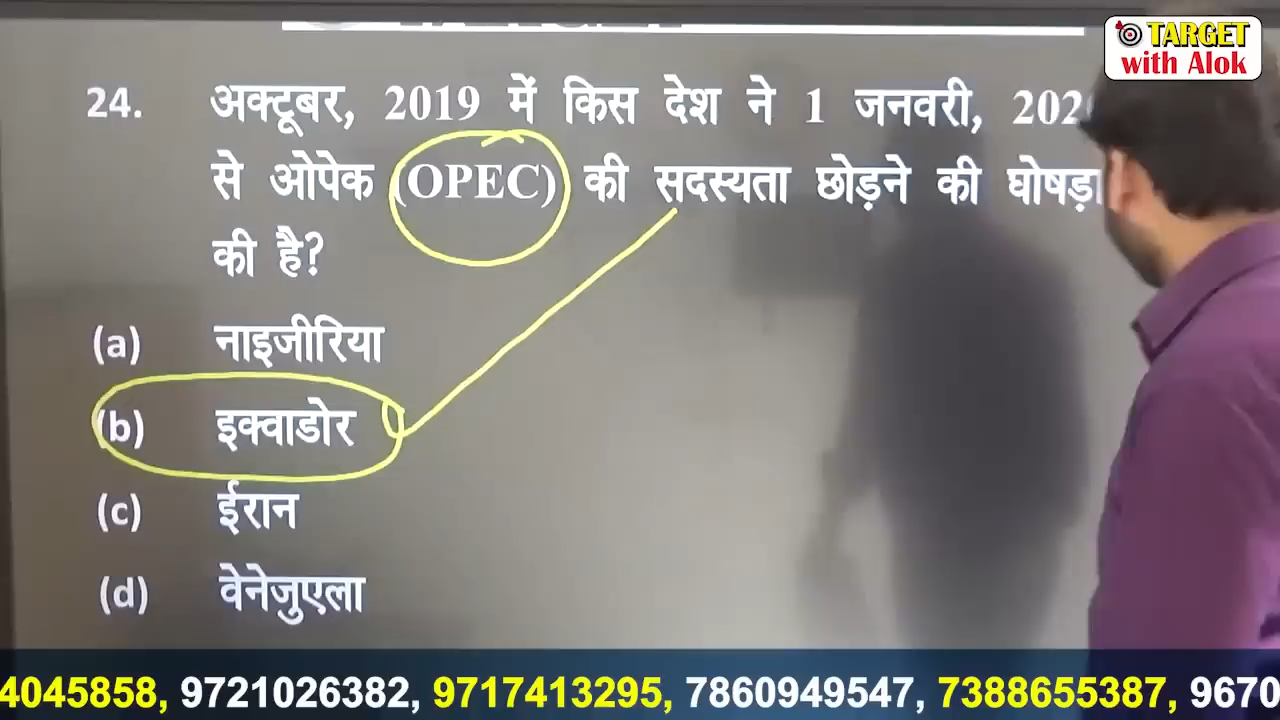 TARGET
with Alok
24. अक्टूबर, 2019 में किस देश ने 1 जनवरी,
से ओपेक (OPEC) की सदस्यता छोड़ने की घोषड़ा
की है?
(a) नाइजीरिया
(b) इक्वाडोर
(c) ईरान
(d) वेनेजुएला
4045858, 9721026382, 9717413295, 7860949547, 7388655387, 9670